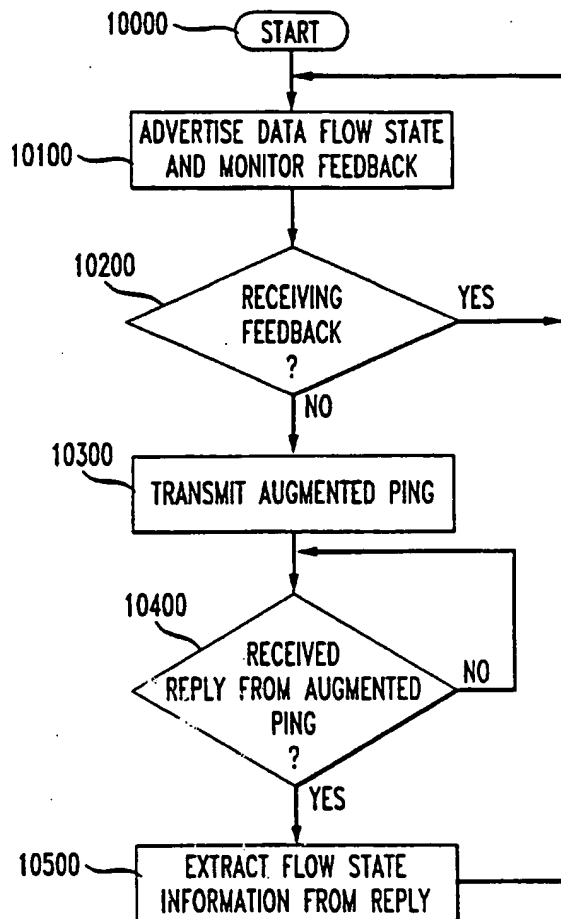 10000
START
10100
ADVERTISE DATA FLOW STATE
AND MONITOR FEEDBACK
10200
RECEIVING
FEEDBACK
?
YES
NO
10300
TRANSMIT AUGMENTED PING
10400
RECEIVED
REPLY FROM AUGMENTED
PING
?
NO
YES
10500
EXTRACT FLOW STATE
INFORMATION FROM REPLY